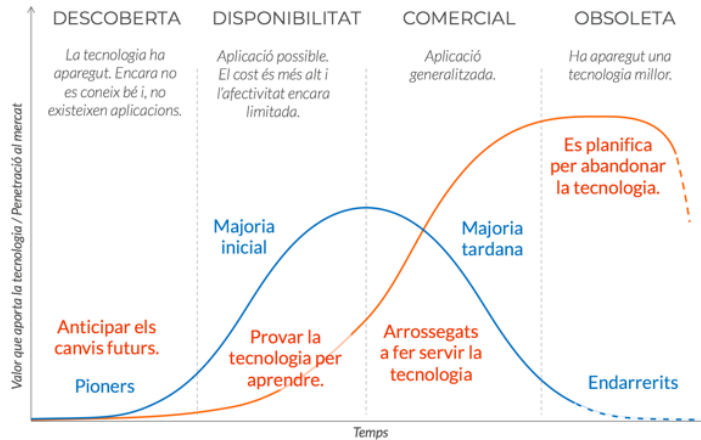 DESCOBERTA
DISPONIBILITAT
COMERCIAL
OBSOLETA
La tecnologia ha
aparegut. Encara no
es coneix bé i, no
existeixen aplicacions.
Aplicació possible.
El cost és més alt i
l'afectivitat encara
limitada.
Aplicació
generalitzada.
Ha aparegut una
tecnologia millor.
Valor que aporta la tecnologia / Penetració al mercat
Es planifica
per abandonar
la tecnologia.
Majoria
inicial
Majoria
tardana
Anticipar els
canvis futurs.
Provar la
tecnologia per
aprendre.
Arrossegats
a fer servir la
tecnologia
Pioners
Endarrerits
Temps